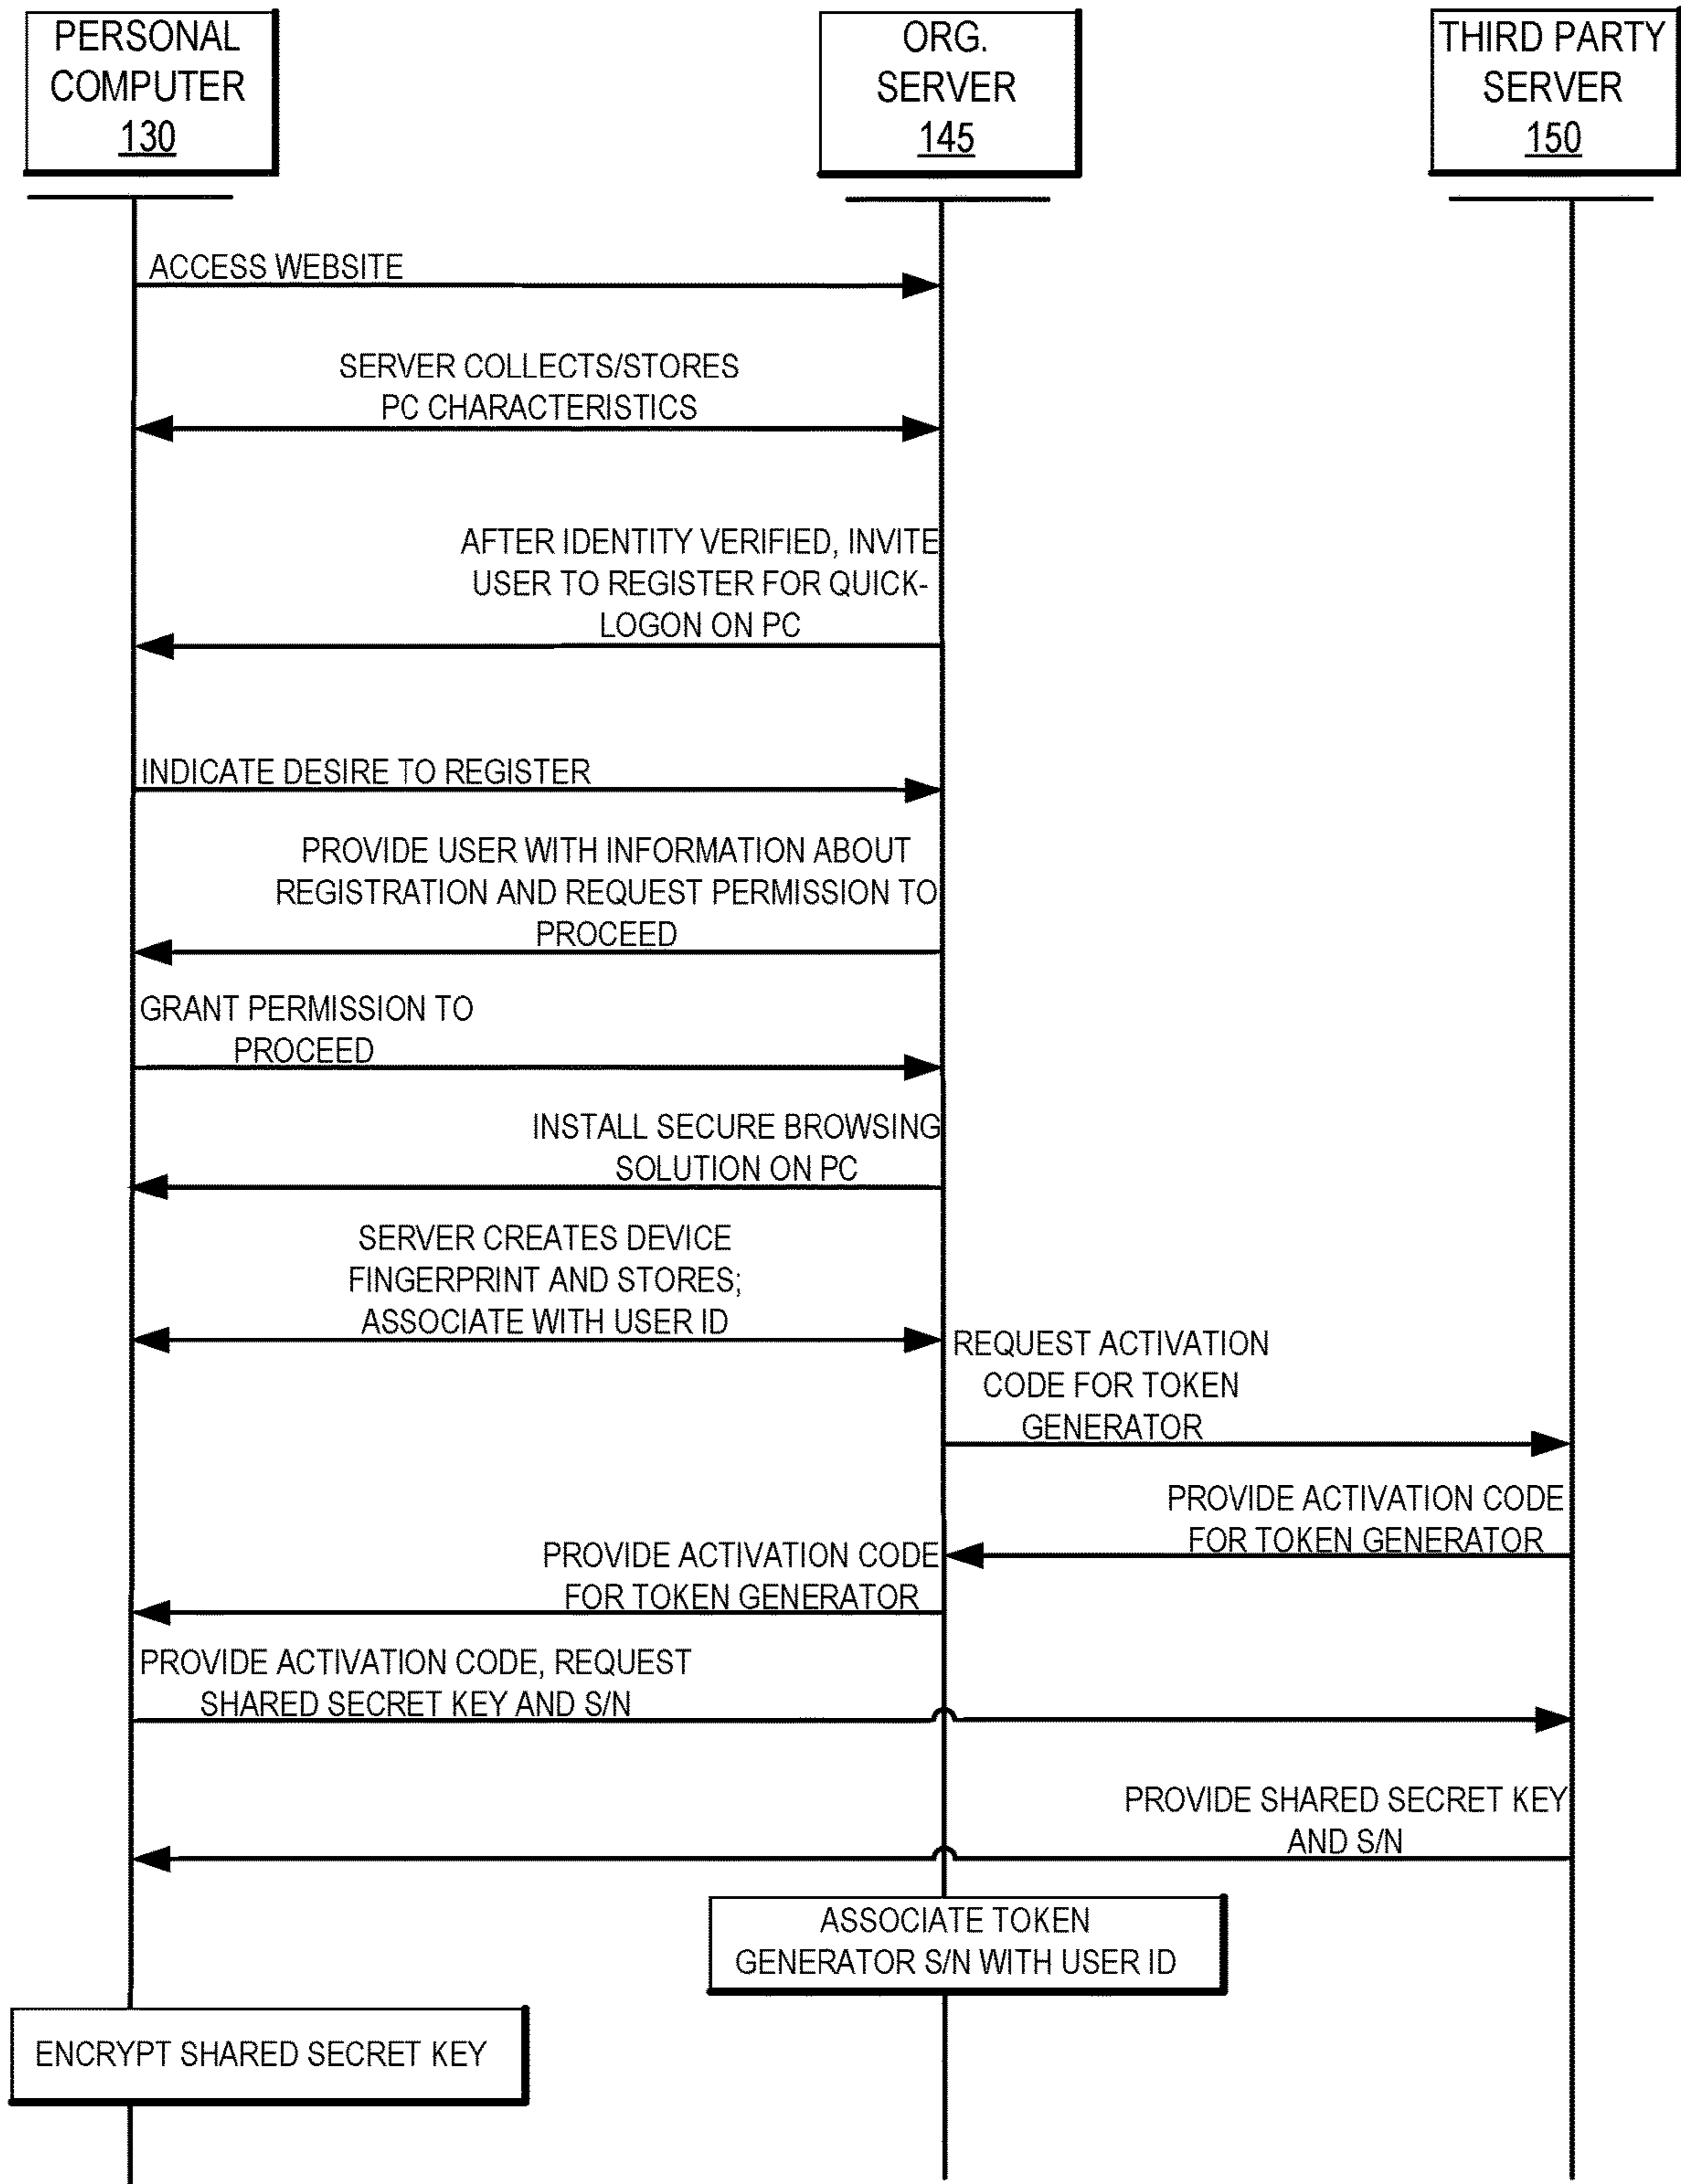 PERSONAL
COMPUTER
130
ORG.
SERVER
145
THIRD PARTY
SERVER
150
ACCESS WEBSITE
SERVER COLLECTS/STORES
PC CHARACTERISTICS
AFTER IDENTITY VERIFIED, INVITE
USER TO REGISTER FOR QUICK-
LOGON ON PC
INDICATE DESIRE TO REGISTER
PROVIDE USER WITH INFORMATION ABOUT
REGISTRATION AND REQUEST PERMISSION TO
PROCEED
GRANT PERMISSION TO
PROCEED
INSTALL SECURE BROWSING
SOLUTION ON PC
SERVER CREATES DEVICE
FINGERPRINT AND STORES;
ASSOCIATE WITH USER ID
REQUEST ACTIVATION
CODE FOR TOKEN
GENERATOR
PROVIDE ACTIVATION CODE
FOR TOKEN GENERATOR
PROVIDE ACTIVATION CODE
FOR TOKEN GENERATOR
PROVIDE ACTIVATION CODE, REQUEST
SHARED SECRET KEY AND S/N
PROVIDE SHARED SECRET KEY
AND S/N
ASSOCIATE TOKEN
GENERATOR S/N WITH USER ID
ENCRYPT SHARED SECRET KEY